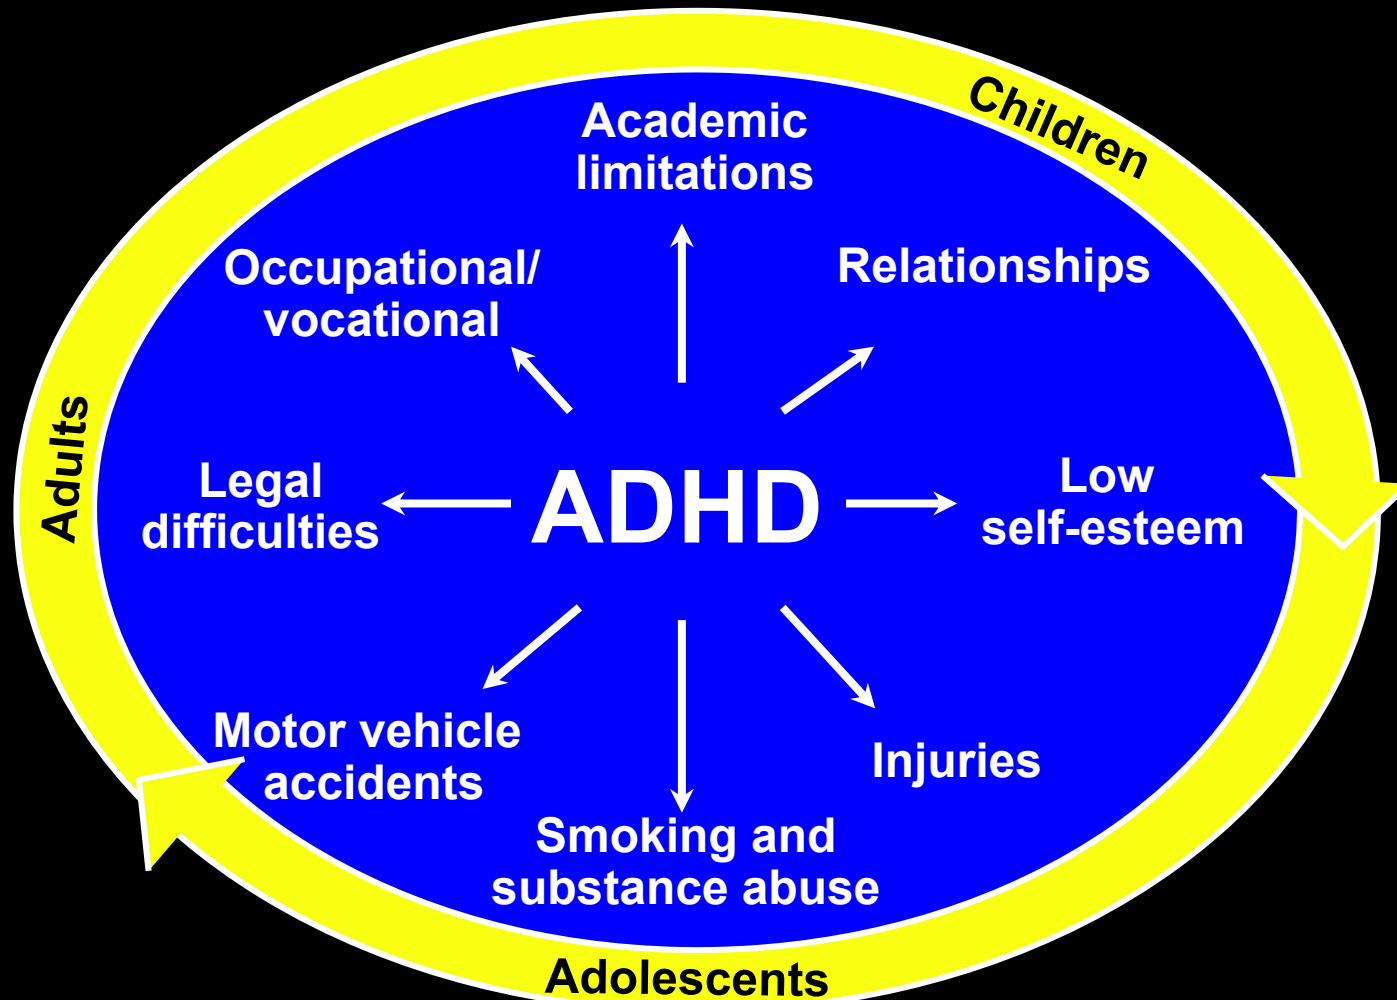 Children
Academic
limitations
Occupational/
vocational
Relationships
Adults
Legal
difficulties
ADHD
Low
self-esteem
Motor vehicle
accidents
Injuries
Smoking and
substance abuse
Adolescents